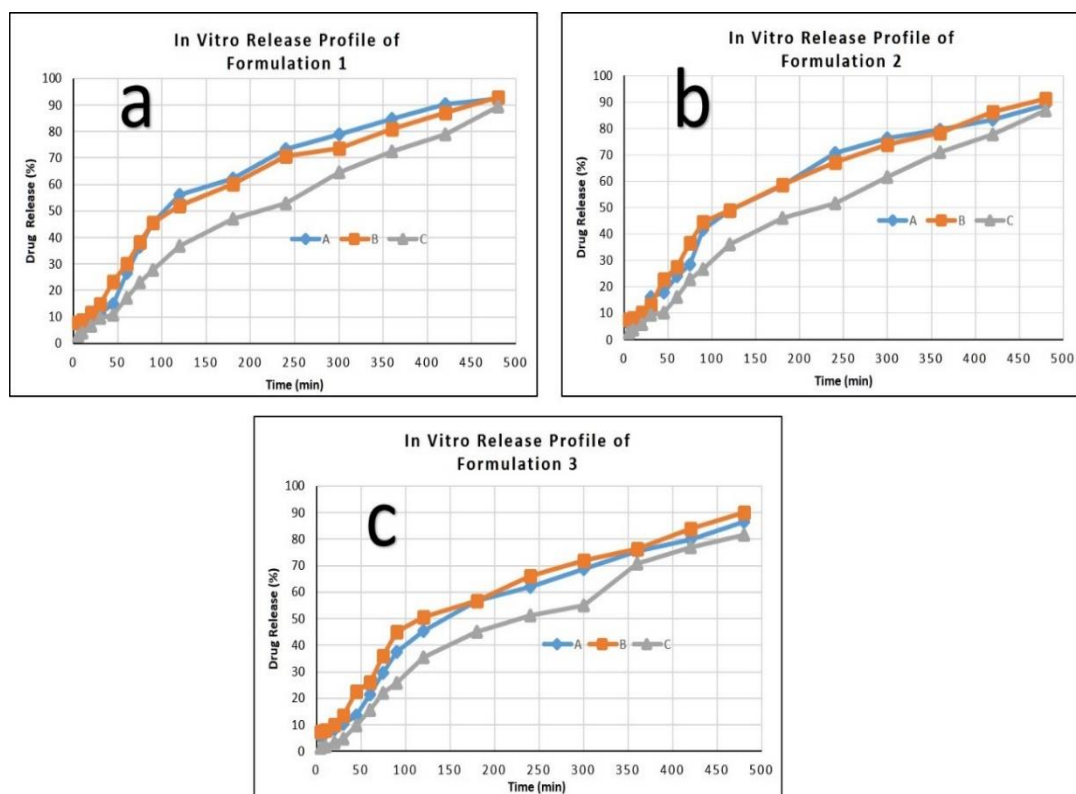 In Vitro Release Profile of
Formulation 1
a
100
90
80
70
60
50
40
30
20
10
0
Drug Release (%)
A B C
0 50 100 150 200 250 300 350 400 450 500
Time (min)
In Vitro Release Profile of
Formulation 2
b
100
90
80
70
60
50
40
30
20
10
0
Drug Release (%)
A B C
0 50 100 150 200 250 300 350 400 450 500
Time (min)
In Vitro Release Profile of
Formulation 3
c
100
90
80
70
60
50
40
30
20
10
0
Drug Release (%)
A B C
0 50 100 150 200 250 300 350 400 450 500
Time (min)